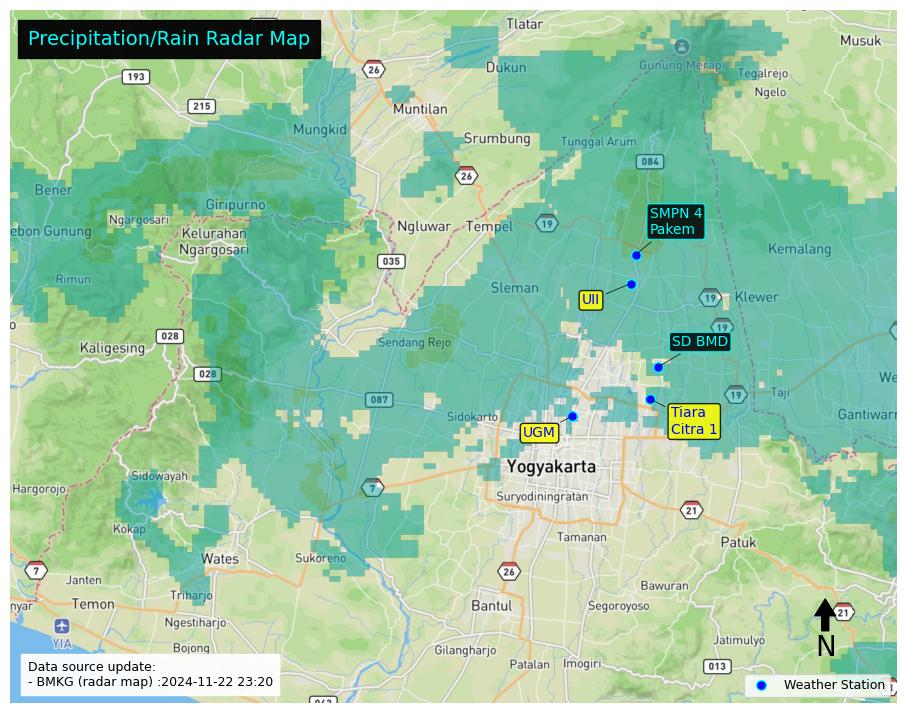 Precipitation/Rain Radar Map
Tlatar
Musuk
193
26
Dukun
Gunung Merapi
Tegalrejo
Ngelo
215
Muntilan
Mungkid
Srumbung
Tunggal Arum
084
26
Bener
Giripurno
Ngargosari
SMPN 4
Pakem
ebon Gunung
Kelurahan
Ngargosari
Ngluwar
Tempel
19
Kemalang
035
Rimun
Sleman
UII
19
Klewer
19
028
Kaligesing
Sendang Rejo
SD BMD
028
087
19
Taji
We
Sidokarto
Tiara
Citra 1
Gantiwarn
UGM
Yogyakarta
Sidowayah
Hargorojo
7
Suryodiningratan
21
Kokap
Tamanan
Patuk
Wates
Sukoreno
7
Janten
26
Bawuran
nyar
Temon
Triharjo
Bantul
Segoroyoso
21
Ngestiharjo
YIA
N
Bojong
Gilangharjo
Jatimulyo
Patalan
Imogiri
013
Data source update:
- BMKG (radar map) :2024-11-22 23:20
Weather Station